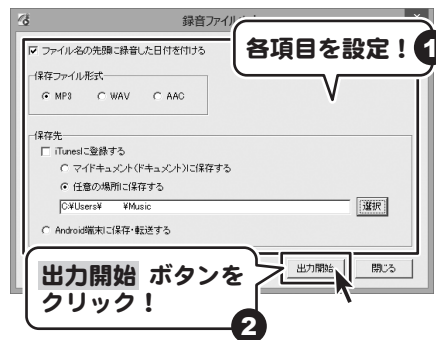 録音ファイル
各項目を設定！
1
ファイル名の先頭に録音した日付を付ける
保存ファイル形式
MP3 WAV AAC
保存先
iTunesに登録する
マイドキュメント(ドキュメント)に保存する
任意の場所に保存する
C:¥Users¥ ¥Music
選択
Android端末に保存・転送する
出力開始 閉じる
出力開始 ボタンを
クリック！
2